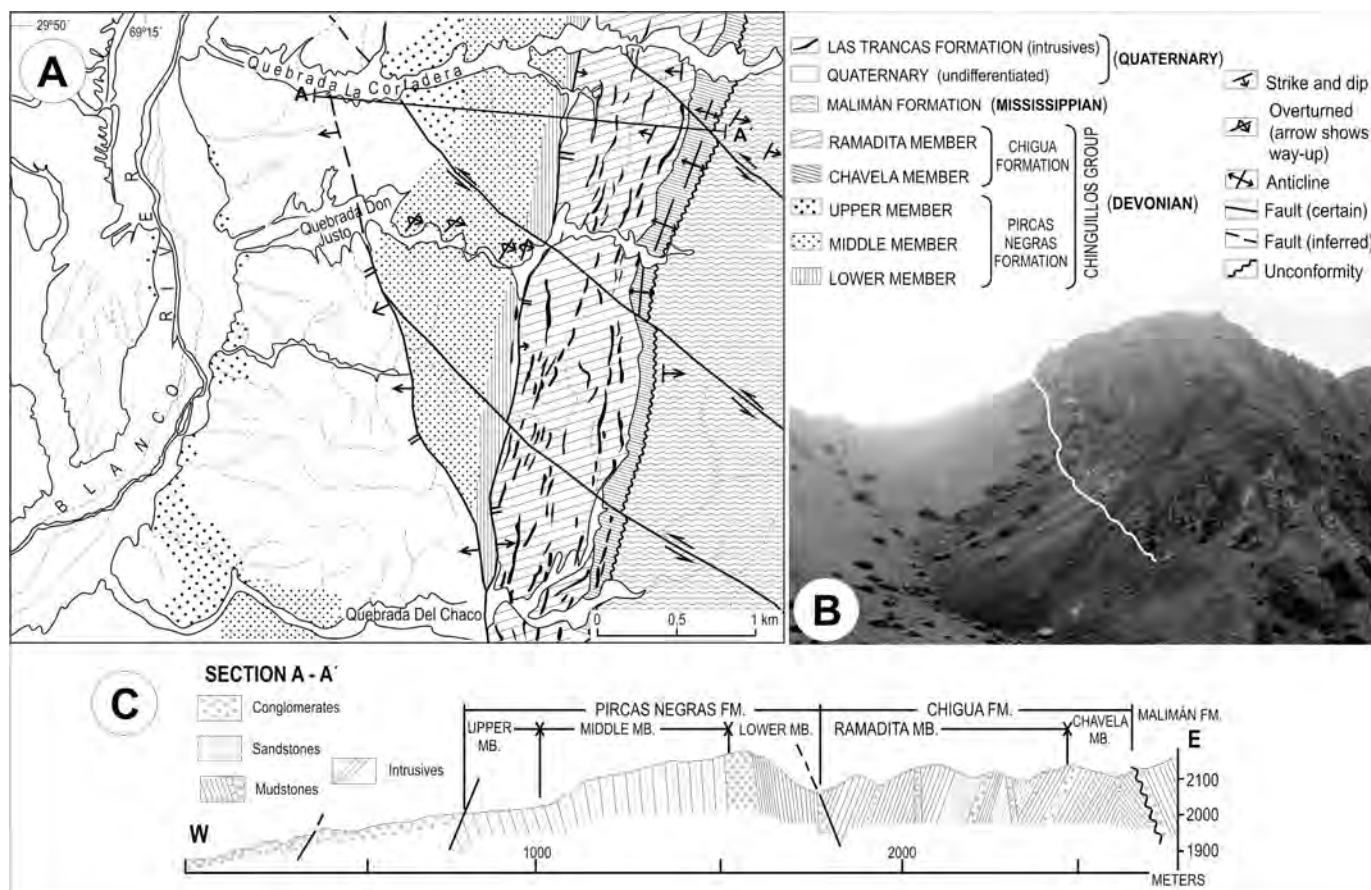 29º50´
69º15´
A
Quebrada La Cortadera
A
A´
Quebrada Don
Justo
BLANCO RIVER
Quebrada Del Chaco
0 0,5 1 km
LAS TRANCAS FORMATION (intrusives)
QUATERNARY (undifferentiated)
(QUATERNARY)
MALIMÁN FORMATION (MISSISSIPPIAN)
RAMADITA MEMBER
CHAVELA MEMBER
CHIGUA
FORMATION
UPPER MEMBER
MIDDLE MEMBER
LOWER MEMBER
PIRCAS
NEGRAS
FORMATION
CHINGUILLOS GROUP
(DEVONIAN)
Strike and dip
Overturned
(arrow shows
way-up)
Anticline
Fault (certain)
Fault (inferred)
Unconformity
B
C
SECTION A - A´
Conglomerates
Sandstones
Mudstones
Intrusives
PIRCAS NEGRAS FM.
CHIGUA FM.
UPPER
MB.
MIDDLE MB.
LOWER MB.
RAMADITA MB.
CHAVELA
MB.
MALIMÁN FM.
W
E
2100
2000
1900
1000
2000
METERS